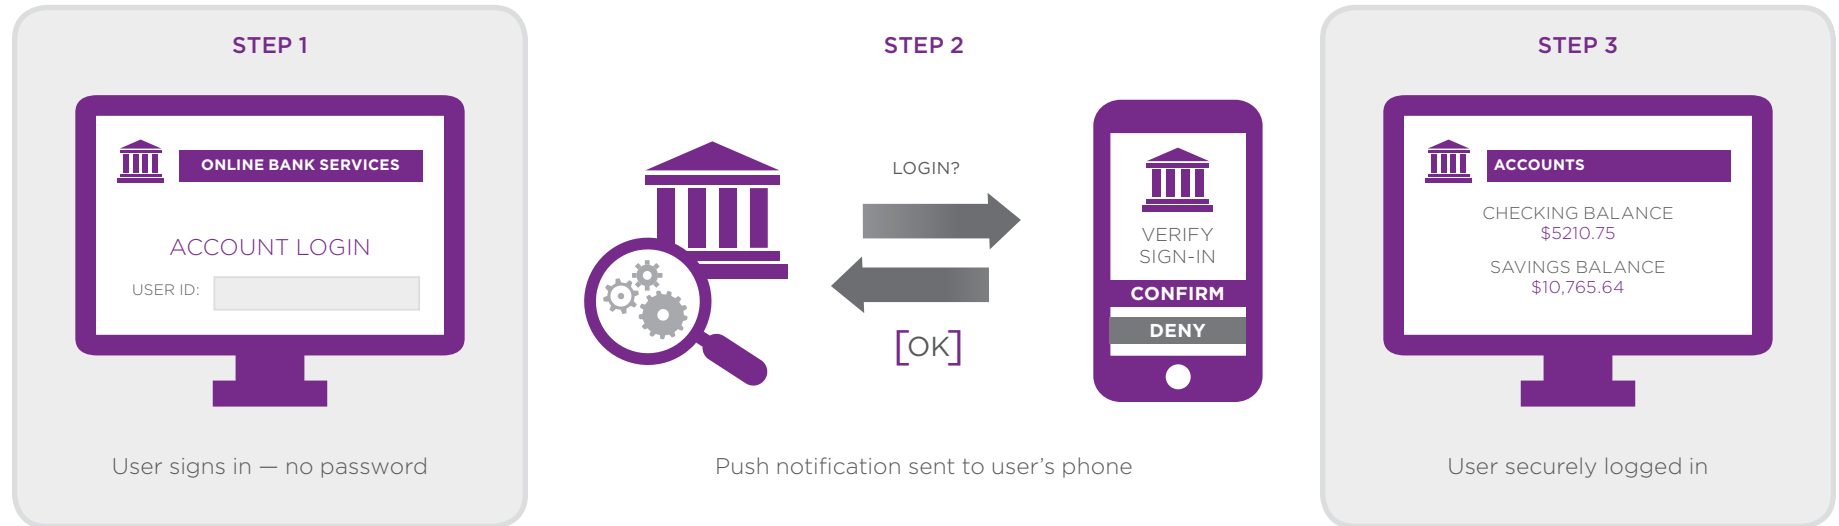 STEP 1
ONLINE BANK SERVICES
ACCOUNT LOGIN
USER ID:
User signs in — no password
STEP 2
LOGIN?
[OK]
VERIFY
SIGN-IN
CONFIRM
DENY
Push notification sent to user’s phone
STEP 3
ACCOUNTS
CHECKING BALANCE
$5210.75
SAVINGS BALANCE
$10,765.64
User securely logged in